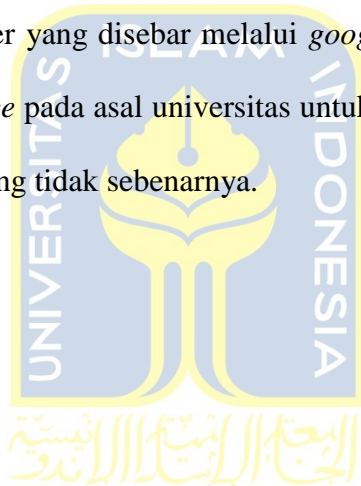 er yang disebar melalui goog
e pada asal universitas untuk
ng tidak sebenarnya.
UNIVERSITAS ISLAM INDONESIA